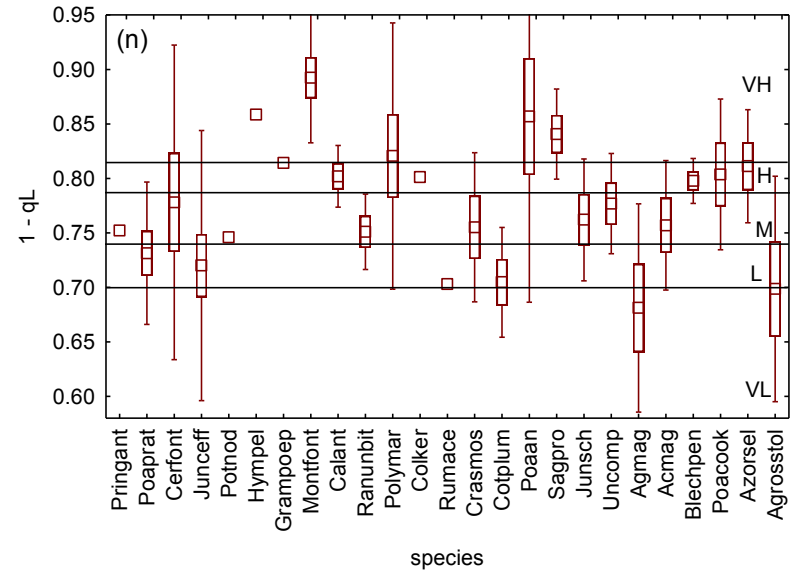 (n)
0.95
0.90
0.85
0.80
0.75
0.70
0.65
0.60
1 - qL
VH
H
M
L
VL
Pringant
Poaprat
Cerfont
Junceff
Potnod
Hympel
Grampoep
Montfont
Calant
Ranunbit
Polymar
Colker
Rumace
Crasmos
Cotplum
Poaan
Sagpro
Junsch
Uncomp
Agmag
Acmag
Blechpen
Poacook
Azorsel
Agrosstol
species